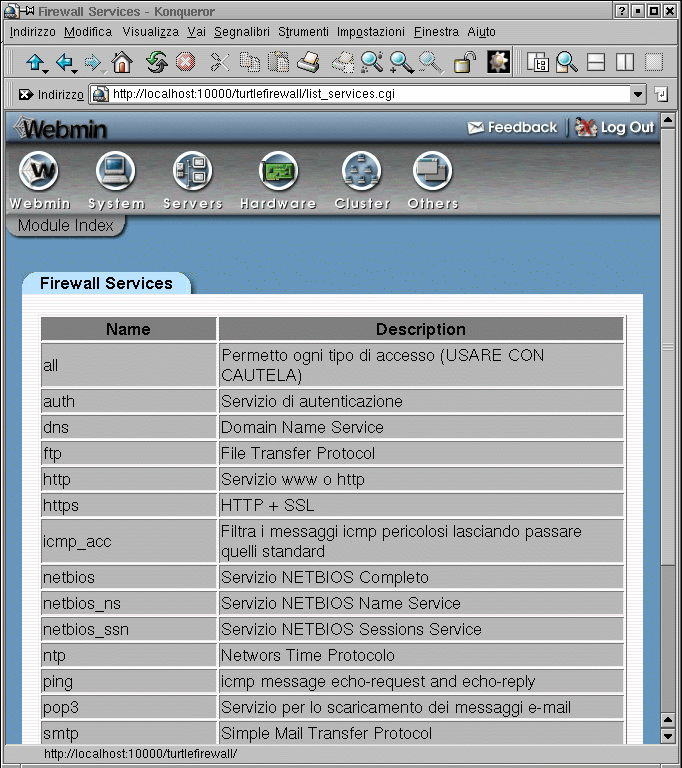 Firewall Services - Konqueror
Indirizzo Modifica Visualizza Vai Segnalibri Strumenti Impostazioni Finestra Aiuto
Indirizzo http://localhost:10000/turtlefirewall/list_services.cgi
Webmin Feedback Log Out
Webmin System Servers Hardware Cluster Others
Module Index
Firewall Services
Name Description
all Permetto ogni tipo di accesso (USARE CON
CAUTELA)
auth Servizio di autenticazione
dns Domain Name Service
ftp File Transfer Protocol
http Servizio www o http
https HTTP + SSL
icmp_acc Filtra i messaggi icmp pericolosi lasciando passare
quelli standard
netbios Servizio NETBIOS Completo
netbios_ns Servizio NETBIOS Name Service
netbios_ssn Servizio NETBIOS Sessions Service
ntp Networs Time Protocolo
ping icmp message echo-request and echo-reply
pop3 Servizio per lo scaricamento dei messaggi e-mail
smtp Simple Mail Transfer Protocol
http://localhost:10000/turtlefirewall/